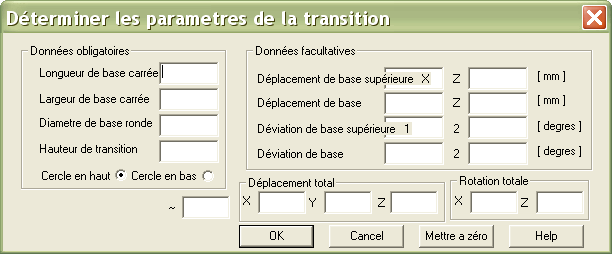 Déterminer les parametres de la transition
Données obligatoires
Longueur de base carrée
Largeur de base carrée
Diametre de base ronde
Hauteur de transition
Cercle en haut Cercle en bas
~
Données facultatives
Déplacement de base supérieure X Z [ mm ]
Déplacement de base Z [ mm ]
Déviation de base supérieure 1 2 [ degres ]
Déviation de base 2 [ degres ]
Déplacement total
X Y Z
Rotation totale
X Z
OK Cancel Mettre a zéro Help